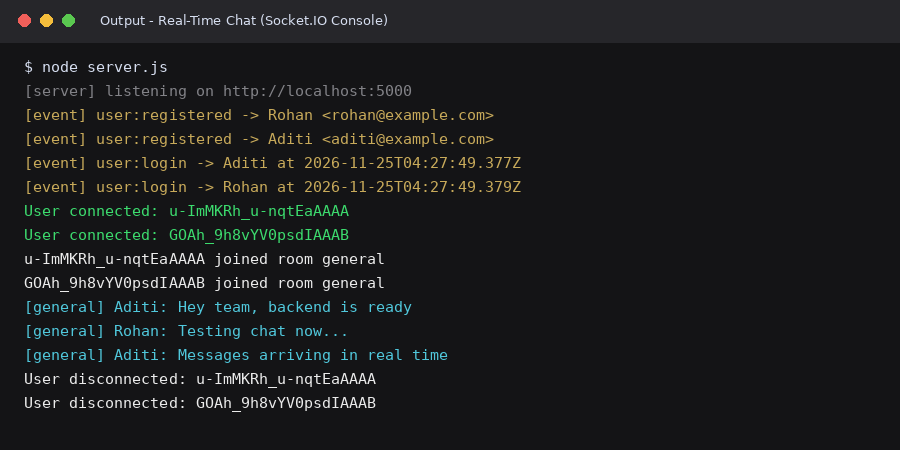 Output - Real-Time Chat (Socket.IO Console)
$ node server.js
[server] listening on http://localhost:5000
[event] user:registered -> Rohan <rohan@example.com>
[event] user:registered -> Aditi <aditi@example.com>
[event] user:login -> Aditi at 2026-11-25T04:27:49.377Z
[event] user:login -> Rohan at 2026-11-25T04:27:49.379Z
User connected: u-ImMKRh_u-nqtEaAAAA
User connected: GOAh_9h8vYV0psdIAAAB
u-ImMKRh_u-nqtEaAAAA joined room general
GOAh_9h8vYV0psdIAAAB joined room general
[general] Aditi: Hey team, backend is ready
[general] Rohan: Testing chat now...
[general] Aditi: Messages arriving in real time
User disconnected: u-ImMKRh_u-nqtEaAAAA
User disconnected: GOAh_9h8vYV0psdIAAAB